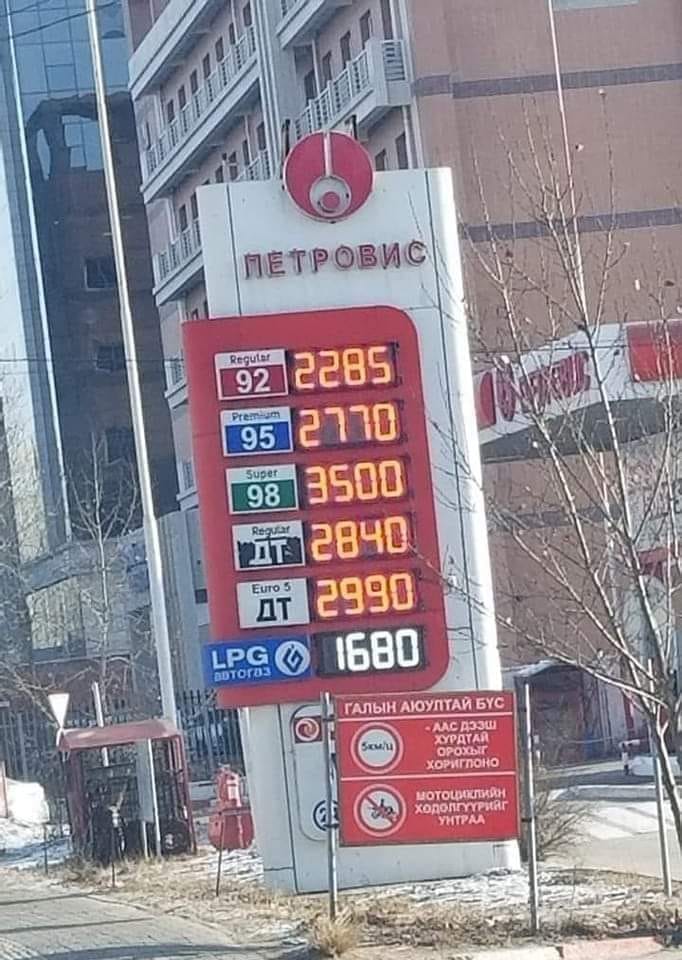 ПЕТРОВИС
Regular
92 2285
Premium
95 2770
Super
98 3500
Regular
ДТ 2840
Euro 5
ДТ 2990
LPG 1680
автогаз
ГАЛЫН АЮУЛТАЙ БҮС
5км/ц
- ААС ДЭЭШ
ХУРДТАЙ
ОРОХЫГ
ХОРИГЛОНО
МОТОЦИКЛИЙН
ХӨДӨЛГҮҮРИЙГ
УНТРАА